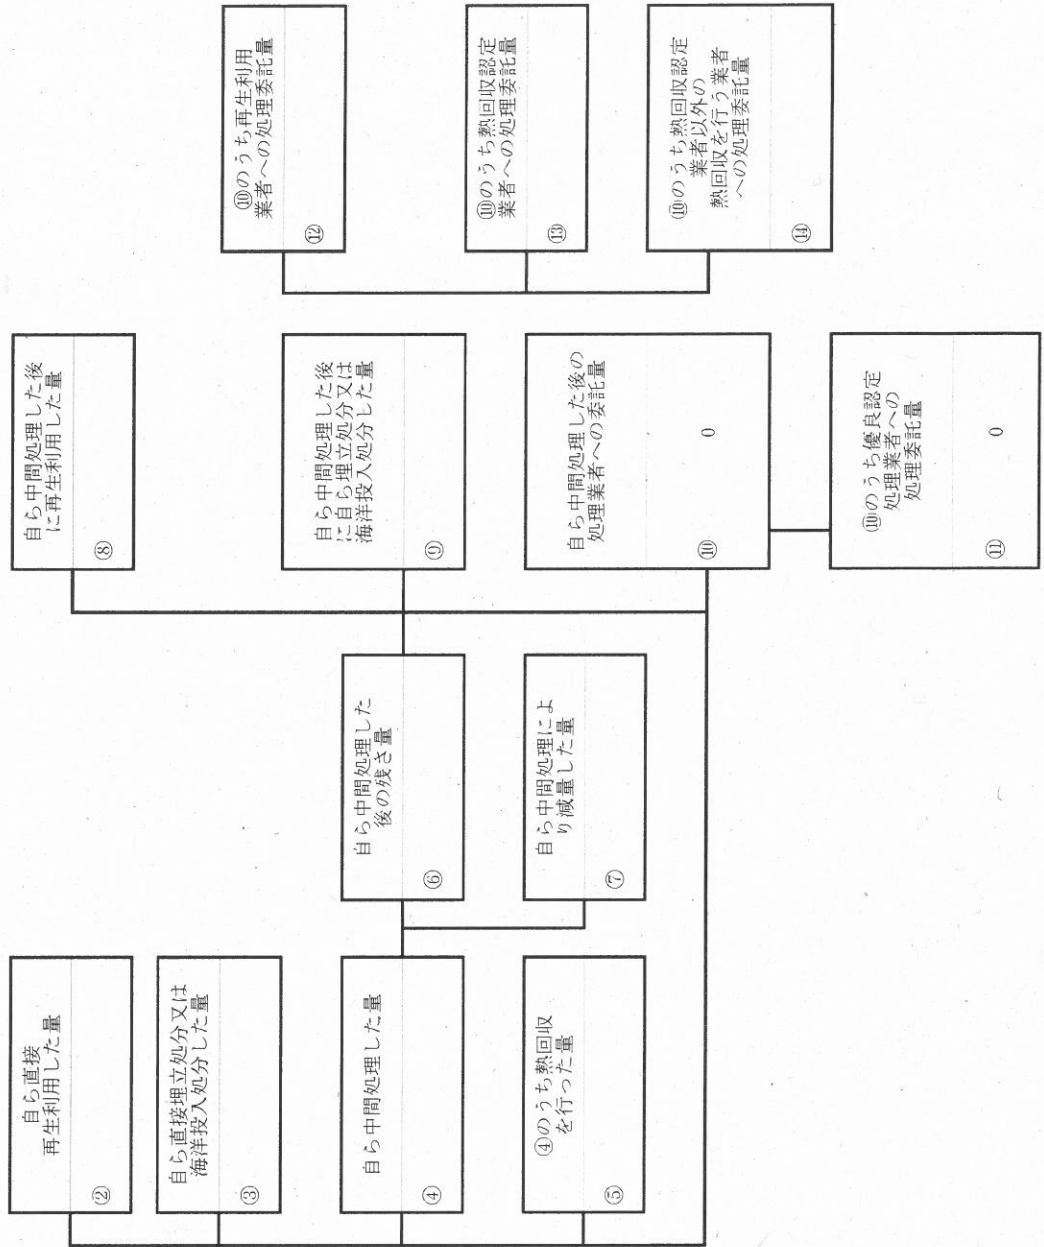 自ら直接
再生利用した量
②
自ら直接埋立処分又は
海洋投入処分した量
③
自ら中間処理した量
④
④のうち熱回収
を行った量
⑤
自ら中間処理した
後の残さ量
⑥
自ら中間処理によ
り減量した量
⑦
自ら中間処理した後
に再生利用した量
⑧
自ら中間処理した後
に自ら埋立処分又は
海洋投入処分した量
⑨
自ら中間処理した後の
処理業者への委託量
⑩ 0
⑩のうち優良認定
処理業者への
処理委託量
⑪ 0
⑩のうち再生利用
業者への処理委託量
⑫
⑩のうち熱回収認定
業者への処理委託量
⑬
⑩のうち熱回収認定
業者以外の
熱回収を行う業者
への処理委託量
⑭